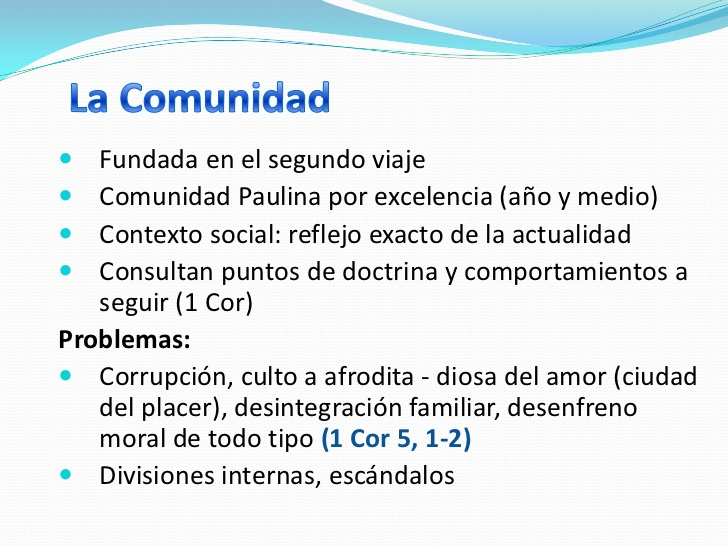 La Comunidad
• Fundada en el segundo viaje
• Comunidad Paulina por excelencia (año y medio)
• Contexto social: reflejo exacto de la actualidad
• Consultan puntos de doctrina y comportamientos a
seguir (1 Cor)
Problemas:
• Corrupción, culto a afrodita - diosa del amor (ciudad
del placer), desintegración familiar, desenfreno
moral de todo tipo (1 Cor 5, 1-2)
• Divisiones internas, escándalos